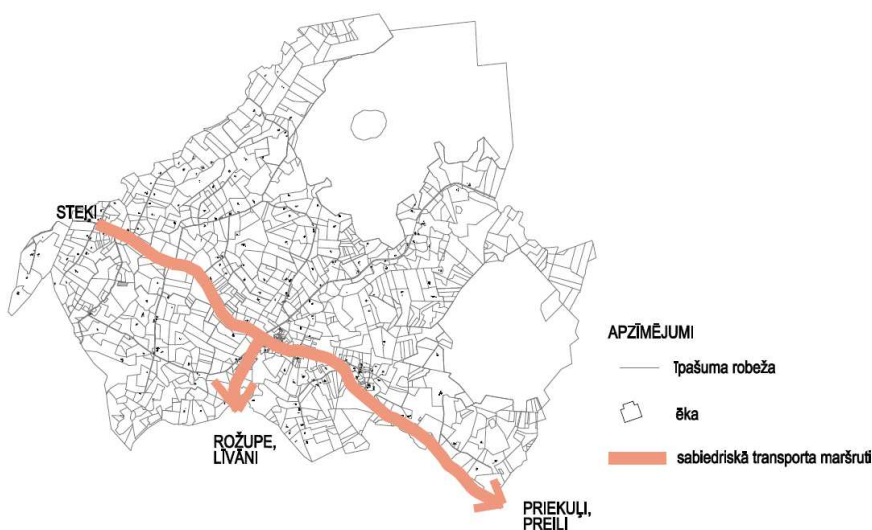 STEĶI
APZĪMĒJUMI
īpašuma robeža
ēka
ROŽUPE,
LĪVĀNI
sabiedriskā transporta maršruti
PRIEKUĻI,
PREIĻI